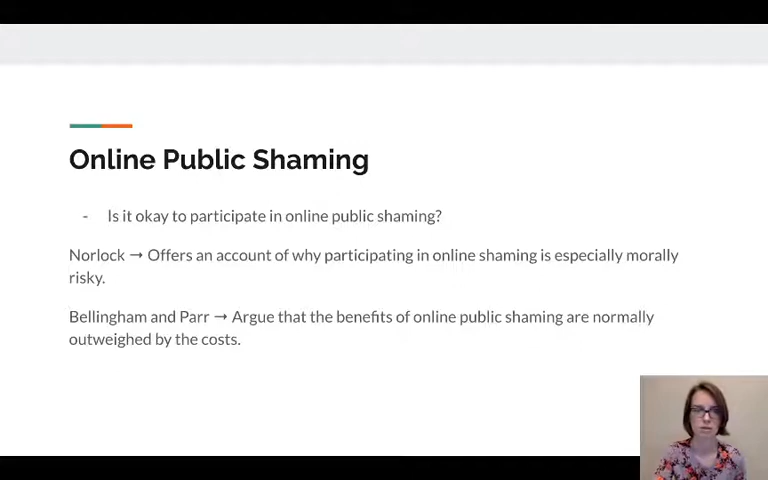 Online Public Shaming
- Is it okay to participate in online public shaming?
Norlock → Offers an account of why participating in online shaming is especially morally
risky.
Bellingham and Parr → Argue that the benefits of online public shaming are normally
outweighed by the costs.